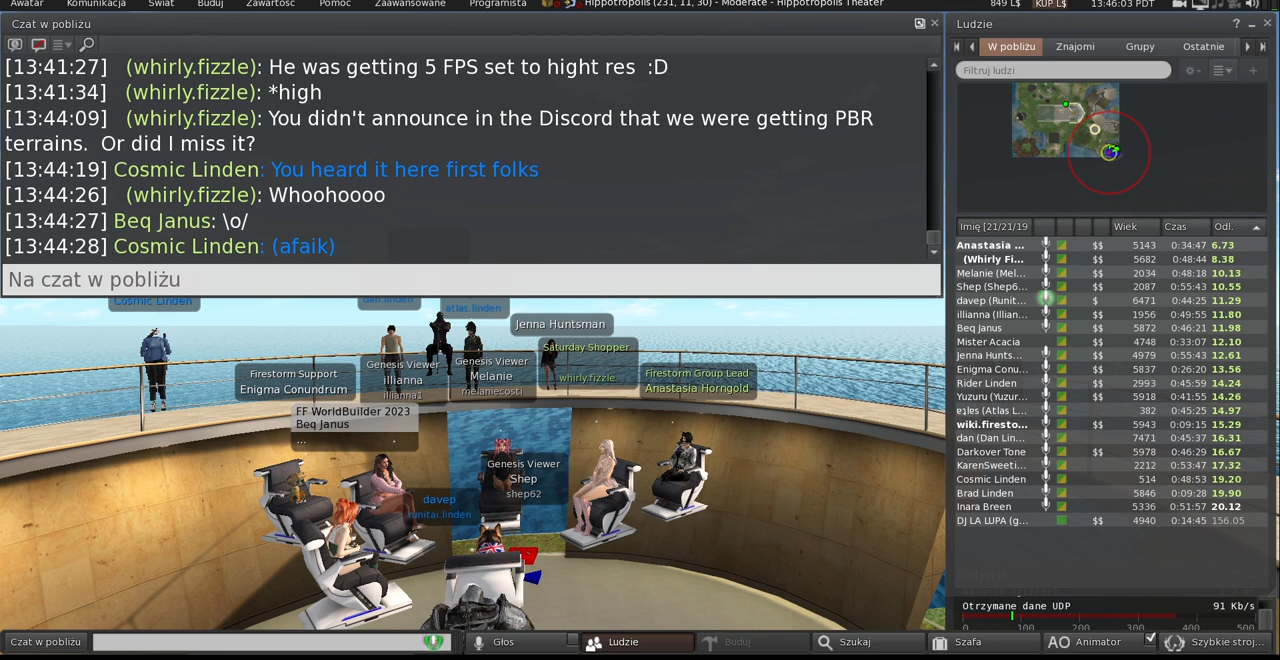 Awatar Komunikacja Świat Buduj Zawartość Pomoc Zaawansowane Programista Hippotropolis (231, 11, 30) - Moderate - Hippotropolis Theater 849 L$ KUP L$ 13:46:03 PDT
Czat w pobliżu
[13:41:27] (whirly.fizzle): He was getting 5 FPS set to hight res :D
[13:41:34] (whirly.fizzle): *high
[13:44:09] (whirly.fizzle): You didn't announce in the Discord that we were getting PBR
terrains. Or did I miss it?
[13:44:19] Cosmic Linden: You heard it here first folks
[13:44:26] (whirly.fizzle): Whoohoooo
[13:44:27] Beq Janus: \o/
[13:44:28] Cosmic Linden: (afaik)
Na czat w pobliżu
Cosmic Linden
dan.linden
atlas.linden
Jenna Huntsman
Saturday Shopper
whirly.fizzle
Firestorm Support
Enigma Conundrum
Genesis Viewer
illianna
illianna1
Genesis Viewer
Melanie
melaniecosti
Firestorm Group Lead
Anastasia Horngold
FF WorldBuilder 2023
Beq Janus
...
Genesis Viewer
Shep
shep62
davep
runitai.linden
Ludzie
W pobliżu Znajomi Grupy Ostatnie
Filtruj ludzi
Imię [21/21/19 Wiek Czas Odl.
Anastasia ... $$ 5143 0:34:47 6.73
(Whirly Fi... $$ 5682 0:48:44 8.38
Melanie (Mel... $$ 2034 0:48:18 10.13
Shep (Shep6... $$ 2087 0:55:43 10.55
davep (Runit... $ 6471 0:44:25 11.29
illianna (Illian... $$ 1956 0:49:55 11.80
Beq Janus $$ 5872 0:46:21 11.98
Mister Acacia $$ 4748 0:33:07 12.10
Jenna Hunts... $$ 4979 0:55:43 12.61
Enigma Conu... $$ 5837 0:26:20 13.56
Rider Linden $$ 2993 0:45:59 14.24
Yuzuru (Yuzur... $$ 5918 0:41:55 14.26
(Atlas L... 382 0:45:25 14.97
wiki.firesto... $$ 5943 0:09:15 15.29
dan (Dan Lin... 7471 0:45:37 16.31
Darkover Tone $$ 5978 0:46:29 16.67
KarenSweeti... 2212 0:53:47 17.32
Cosmic Linden 514 0:48:53 19.20
Brad Linden 5846 0:09:28 19.90
Inara Breen 5336 0:51:57 20.12
DJ LA LUPA (g... $$ 4940 0:14:45 156.05
Otrzymane dane UDP 91 Kb/s
0 100 200 300 400 500
Czat w pobliżu Głos Ludzie Buduj Szukaj Szafa AO Animator Szybkie stroj...